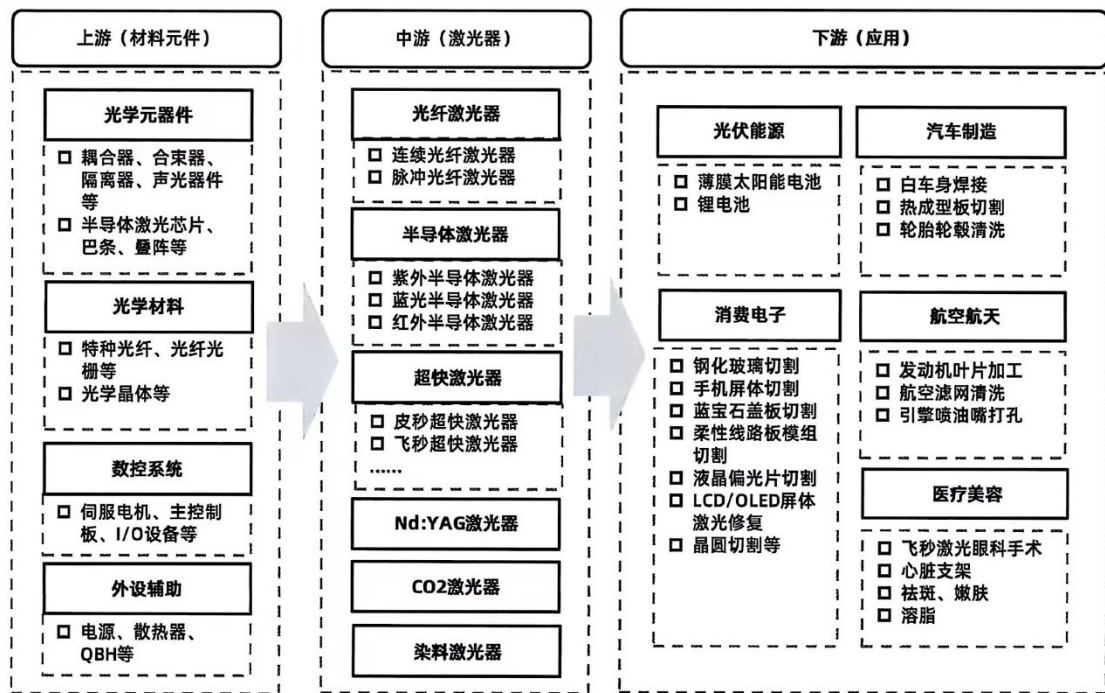 上游（材料元件）
光学元器件
耦合器、合束器、
隔离器、声光器件
等
半导体激光芯片、
巴条、叠阵等
光学材料
特种光纤、光纤光
栅等
光学晶体等
数控系统
伺服电机、主控制
板、I/O设备等
外设辅助
电源、散热器、
QBH等
中游（激光器）
光纤激光器
连续光纤激光器
脉冲光纤激光器
半导体激光器
紫外半导体激光器
蓝光半导体激光器
红外半导体激光器
超快激光器
皮秒超快激光器
飞秒超快激光器
……
Nd:YAG激光器
CO2激光器
染料激光器
下游（应用）
光伏能源
薄膜太阳能电池
锂电池
消费电子
钢化玻璃切割
手机屏体切割
蓝宝石盖板切割
柔性线路板模组
切割
液晶偏光片切割
LCD/OLED屏体
激光修复
晶圆切割等
汽车制造
白车身焊接
热成型板切割
轮胎轮毂清洗
航空航天
发动机叶片加工
航空滤网清洗
引擎喷油嘴打孔
医疗美容
飞秒激光眼科手术
心脏支架
祛斑、嫩肤
溶脂